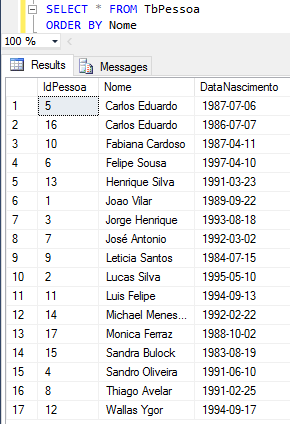 SELECT * FROM TbPessoa
ORDER BY Nome
100 %
Results Messages
IdPessoa Nome DataNascimento
1 5 Carlos Eduardo 1987-07-06
2 16 Carlos Eduardo 1986-07-07
3 10 Fabiana Cardoso 1987-04-11
4 6 Felipe Sousa 1997-04-10
5 13 Henrique Silva 1991-03-23
6 1 Joao Vilar 1989-09-22
7 3 Jorge Henrique 1993-08-18
8 7 José Antonio 1992-03-02
9 9 Leticia Santos 1984-07-15
10 2 Lucas Silva 1995-05-10
11 11 Luis Felipe 1994-09-13
12 14 Michael Menes... 1992-02-22
13 17 Monica Ferraz 1988-10-02
14 15 Sandra Bulock 1983-08-19
15 4 Sandro Oliveira 1991-06-10
16 8 Thiago Avelar 1991-02-25
17 12 Wallas Ygor 1994-09-17